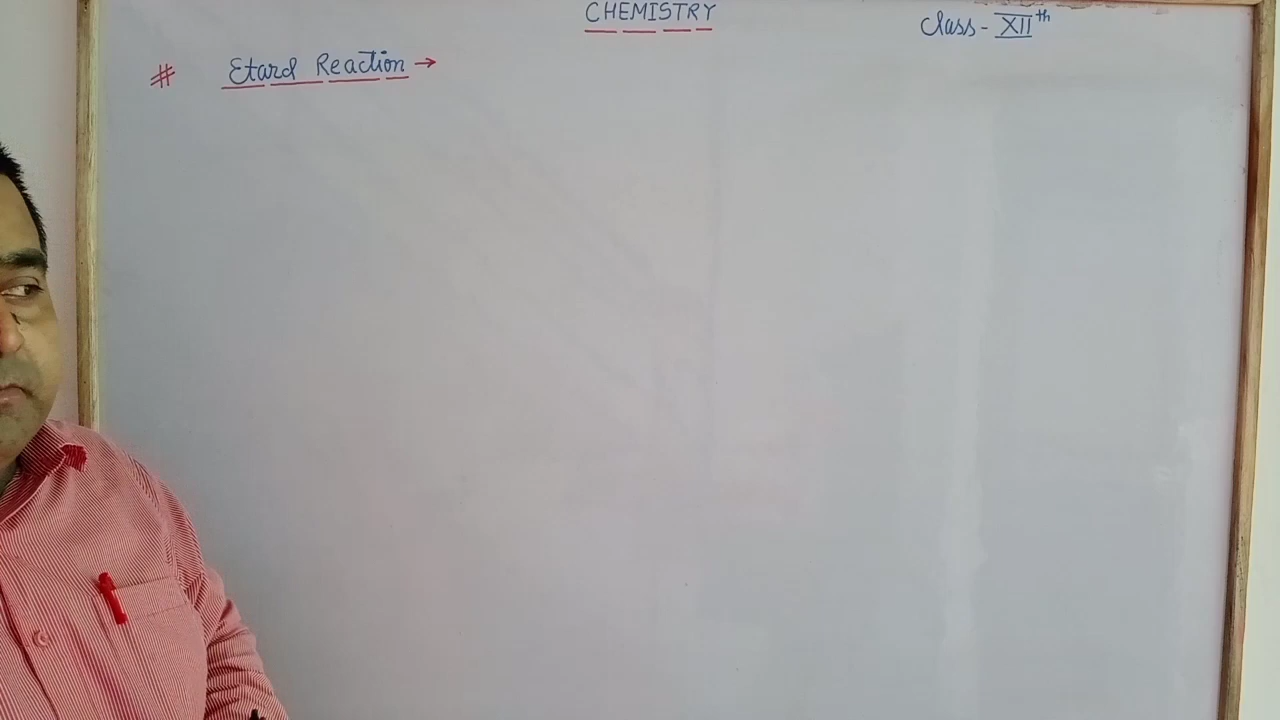 CHEMISTRY
Class - XII th
# Etard Reaction →